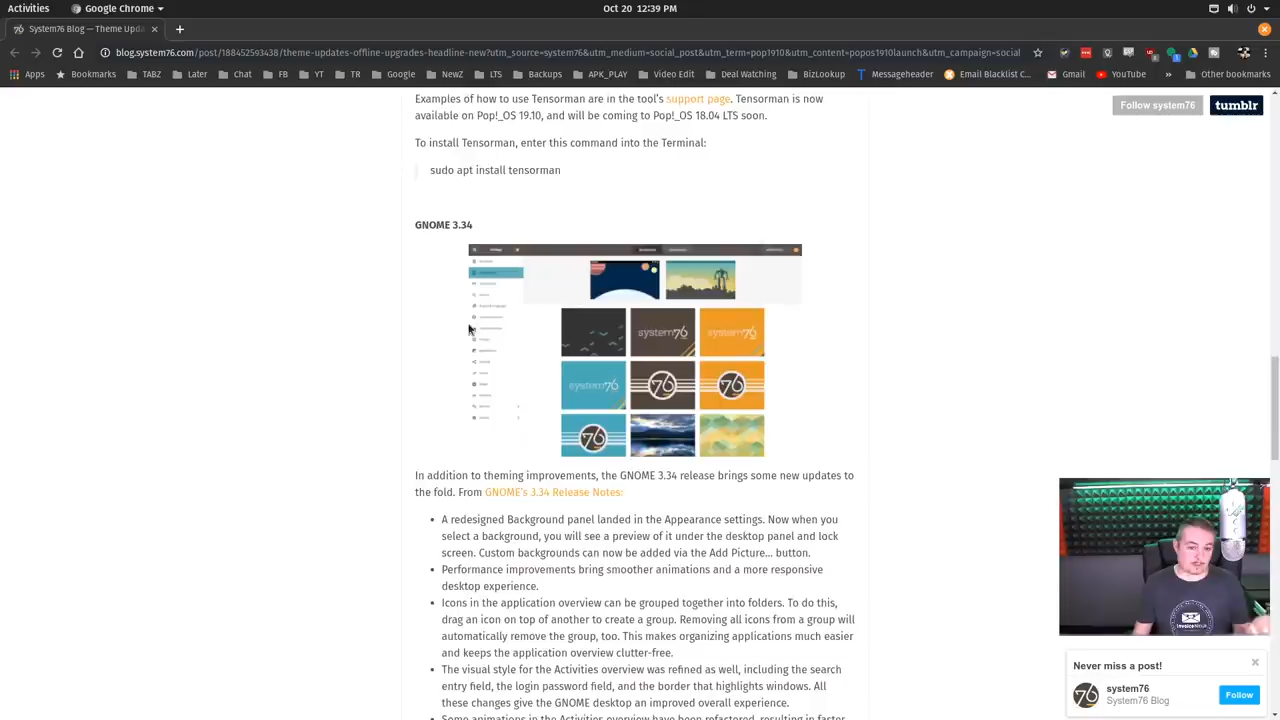 Activities
Google Chrome
Oct 20 12:39 PM
System76 Blog — Theme Upda
blog.system76.com/post/188452593438/theme-updates-offline-upgrades-headline-new?utm_source=system76&utm_medium=social_post&utm_term=pop1910&utm_content=popos1910launch&utm_campaign=social
Apps Bookmarks TABZ Later Chat FB YT TR Google NewZ LTS Backups APK_PLAY Video Edit Deal Watching BizLookup Messageheader Email Blacklist C... Gmail YouTube » Other bookmarks
Follow system76
tumblr
Examples of how to use Tensorman are in the tool's support page. Tensorman is now
available on Pop!_OS 19.10, and will be coming to Pop!_OS 18.04 LTS soon.
To install Tensorman, enter this command into the Terminal:
sudo apt install tensorman
GNOME 3.34
system76
system76
system76
76
76
76
In addition to theming improvements, the GNOME 3.34 release brings some new updates to
the fold. From GNOME's 3.34 Release Notes:
• A redesigned Background panel landed in the Appearance settings. Now when you
select a background, you will see a preview of it under the desktop panel and lock
screen. Custom backgrounds can now be added via the Add Picture... button.
• Performance improvements bring smoother animations and a more responsive
desktop experience.
• Icons in the application overview can be grouped together into folders. To do this,
drag an icon on top of another to create a group. Removing all icons from a group will
automatically remove the group, too. This makes organizing applications much easier
and keeps the application overview clutter-free.
• The visual style for the Activities overview was refined as well, including the search
entry field, the login password field, and the border that highlights windows. All
these changes give the GNOME desktop an improved overall experience.
Some animations in the Activities overview have been refactored, resulting in faster
Never miss a post!
system76
System76 Blog
Follow